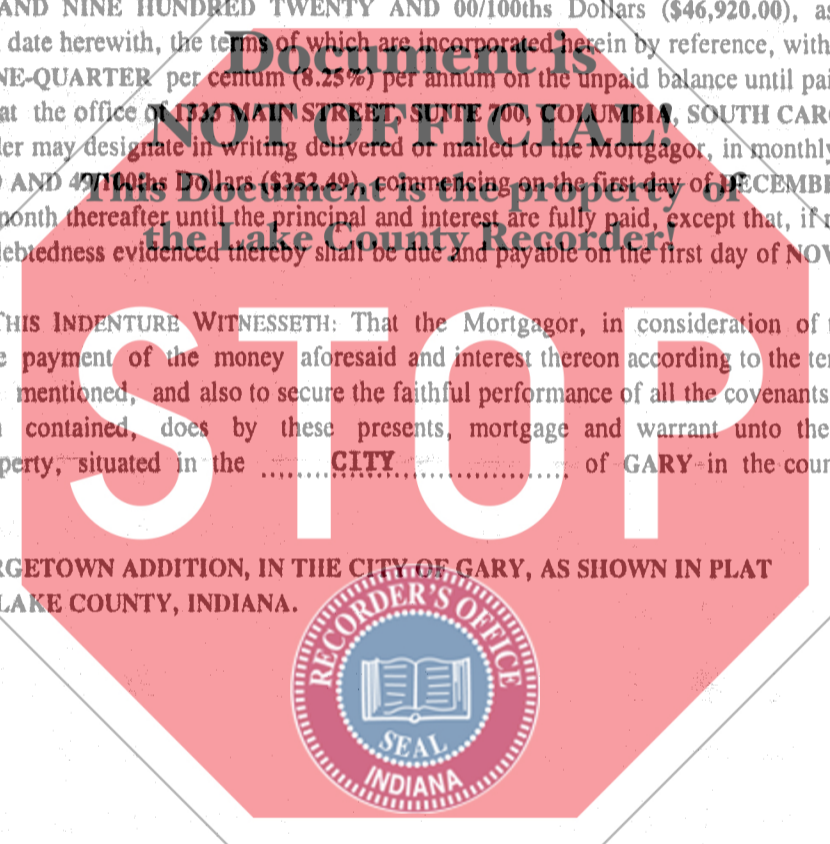 AND NINE HUNDRED TWENTY AND 00/100ths Dollars ($46,920.00), as
date herewith, the terms of which are incorporated herein by reference, with
NE-QUARTER per centum (8.25%) per annum on the unpaid balance until pai
at the office of 1333 MAIN STREET, SUITE 700, COLUMBIA, SOUTH CAR
er may designate in writing delivered or mailed to the Mortgagor, in monthly
AND 49/100ths Dollars ($352.49), commencing on the first day of DECEMBE
month thereafter until the principal and interest are fully paid, except that, if
ebtedness evidenced thereby shall be due and payable on the first day of NOV
Document is
NOT OFFICIAL!
This Document is the property of
the Lake County Recorder!
THIS INDENTURE WITNESSETH: That the Mortgagor, in consideration of
e payment of the money aforesaid and interest thereon according to the te
mentioned, and also to secure the faithful performance of all the covenants
contained, does by these presents, mortgage and warrant unto the
perty, situated in the ........CITY...................... of GARY in the coun
STOP
RGETOWN ADDITION, IN THE CITY OF GARY, AS SHOWN IN PLAT
LAKE COUNTY, INDIANA.
RECORDER'S OFFICE
SEAL
INDIANA